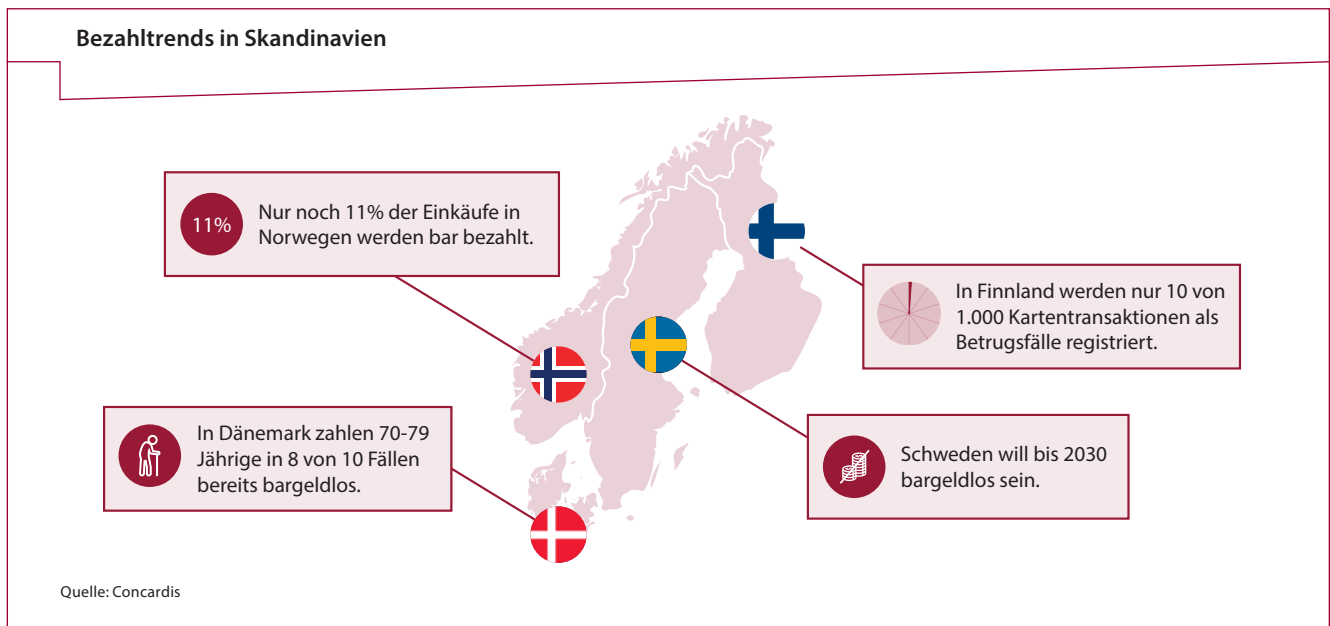 Bezahltrends in Skandinavien
11%
Nur noch 11% der Einkäufe in
Norwegen werden bar bezahlt.
In Finnland werden nur 10 von
1.000 Kartentransaktionen als
Betrugsfälle registriert.
In Dänemark zahlen 70-79
Jährige in 8 von 10 Fällen
bereits bargeldlos.
Schweden will bis 2030
bargeldlos sein.
Quelle: Concardis